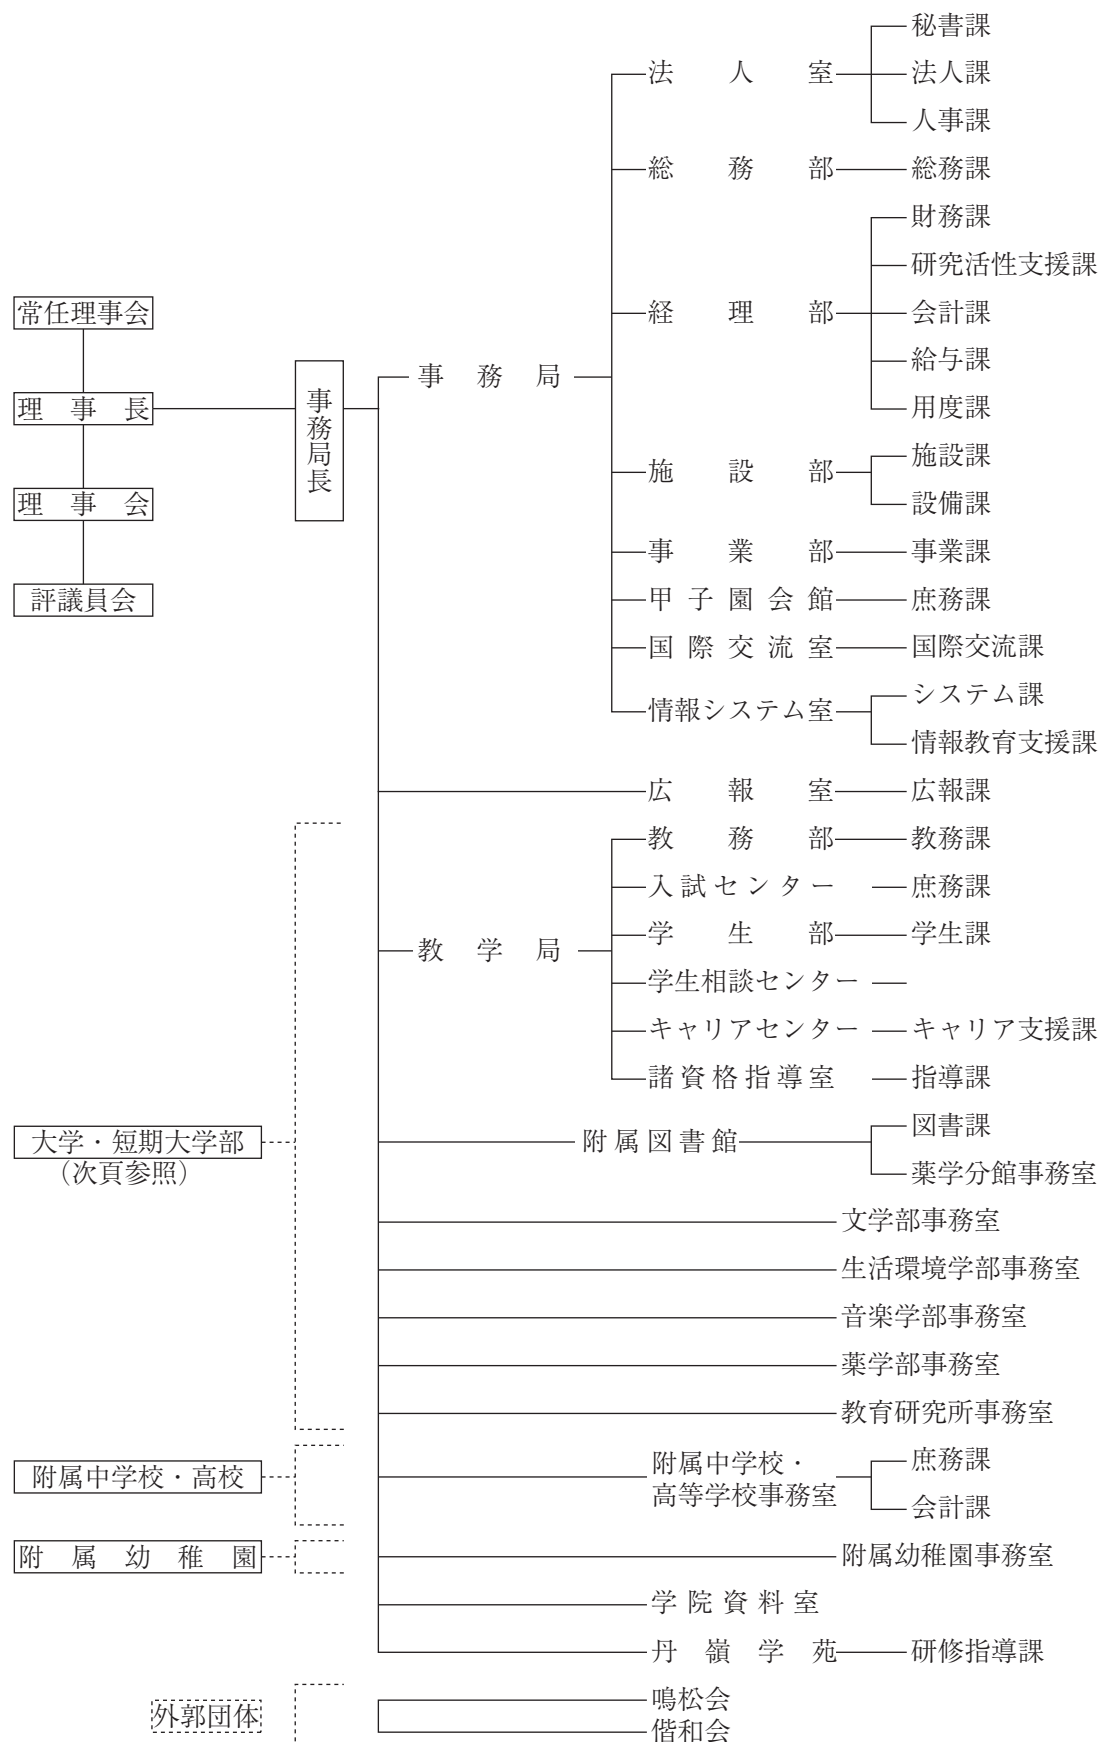 秘書課
法人室
法人課
人事課
総務部
総務課
財務課
研究活性支援課
経理部
会計課
給与課
用度課
常任理事会
理事長
理事会
評議員会
事務局長
事務局
施設部
施設課
設備課
事業部
事業課
甲子園会館
庶務課
国際交流室
国際交流課
情報システム室
システム課
情報教育支援課
広報室
広報課
教学局
教務部
教務課
入試センター
庶務課
学生部
学生課
学生相談センター
キャリアセンター
キャリア支援課
諸資格指導室
指導課
大学・短期大学部
（次頁参照）
附属図書館
図書課
薬学分館事務室
文学部事務室
生活環境学部事務室
音楽学部事務室
薬学部事務室
教育研究所事務室
附属中学校・高校
附属中学校・
高等学校事務室
庶務課
会計課
附属幼稚園
附属幼稚園事務室
学院資料室
丹嶺学苑
研修指導課
外郭団体
鳴松会
偕和会